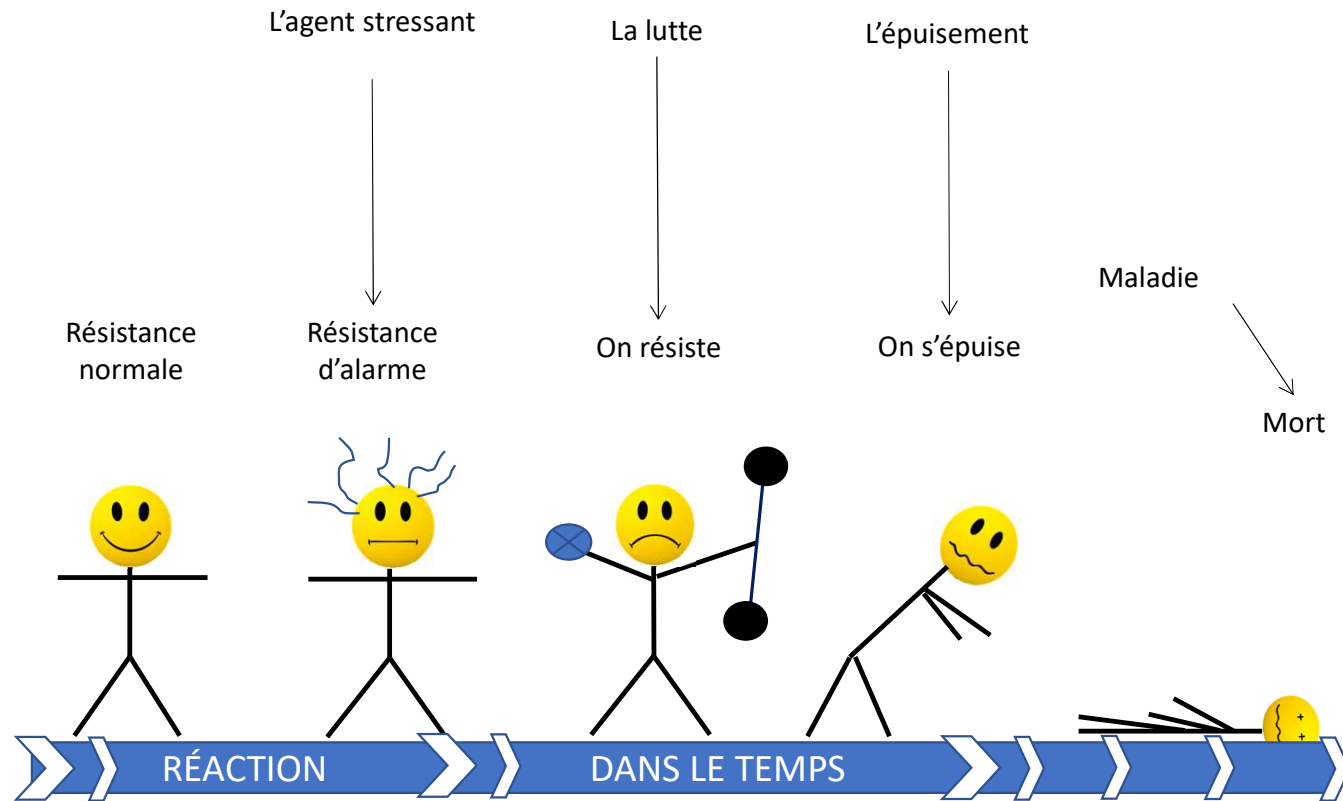 L'agent stressant
La lutte
L'épuisement
Maladie
Résistance
normale
Résistance
d'alarme
On résiste
On s'épuise
Mort
RÉACTION
DANS LE TEMPS